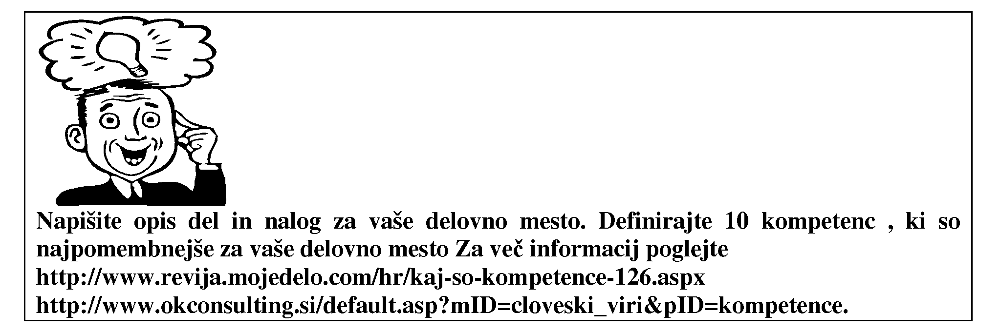 Napišite opis del in nalog za vaše delovno mesto. Definirajte 10 kompetenc , ki so
najpomembnejše za vaše delovno mesto Za več informacij poglejte
http://www.revija.mojedelo.com/hr/kaj-so-kompetence-126.aspx
http://www.okconsulting.si/default.asp?mID=cloveski_viri&pID=kompetence.